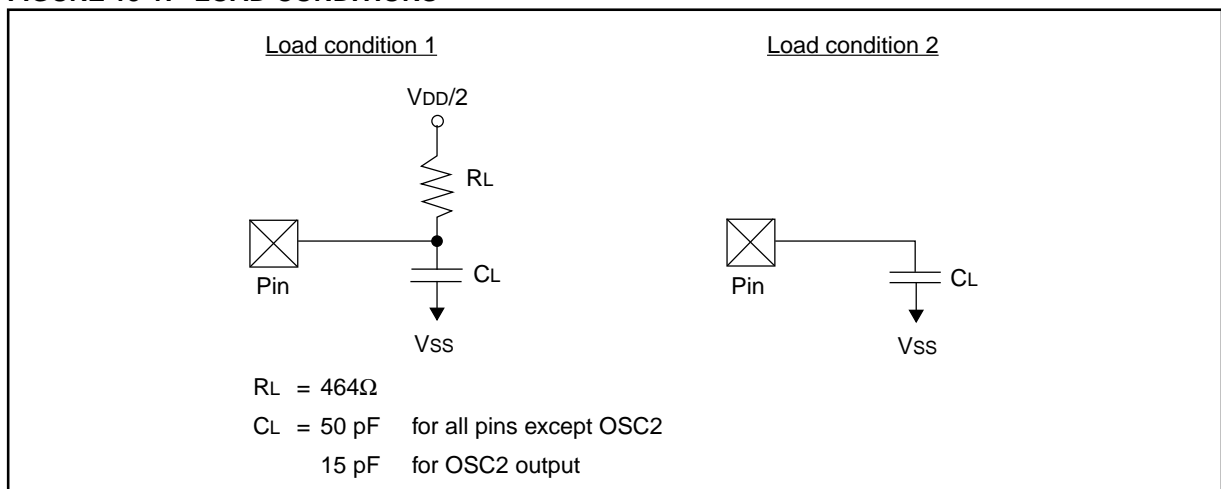 Load condition 1
Load condition 2
VDD/2
RL
CL
Pin
VSS
CL
Pin
VSS
RL = 464Ω
CL = 50 pF for all pins except OSC2
15 pF for OSC2 output